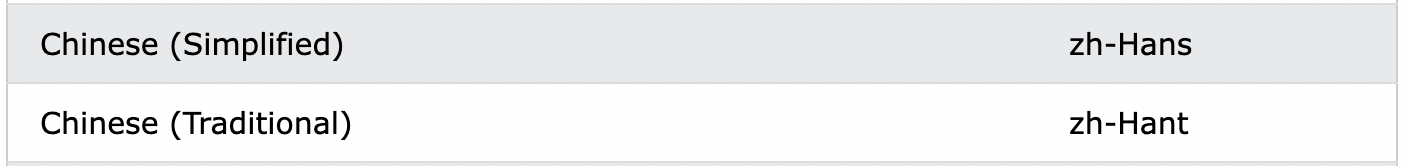 Chinese (Simplified) zh-Hans
Chinese (Traditional) zh-Hant